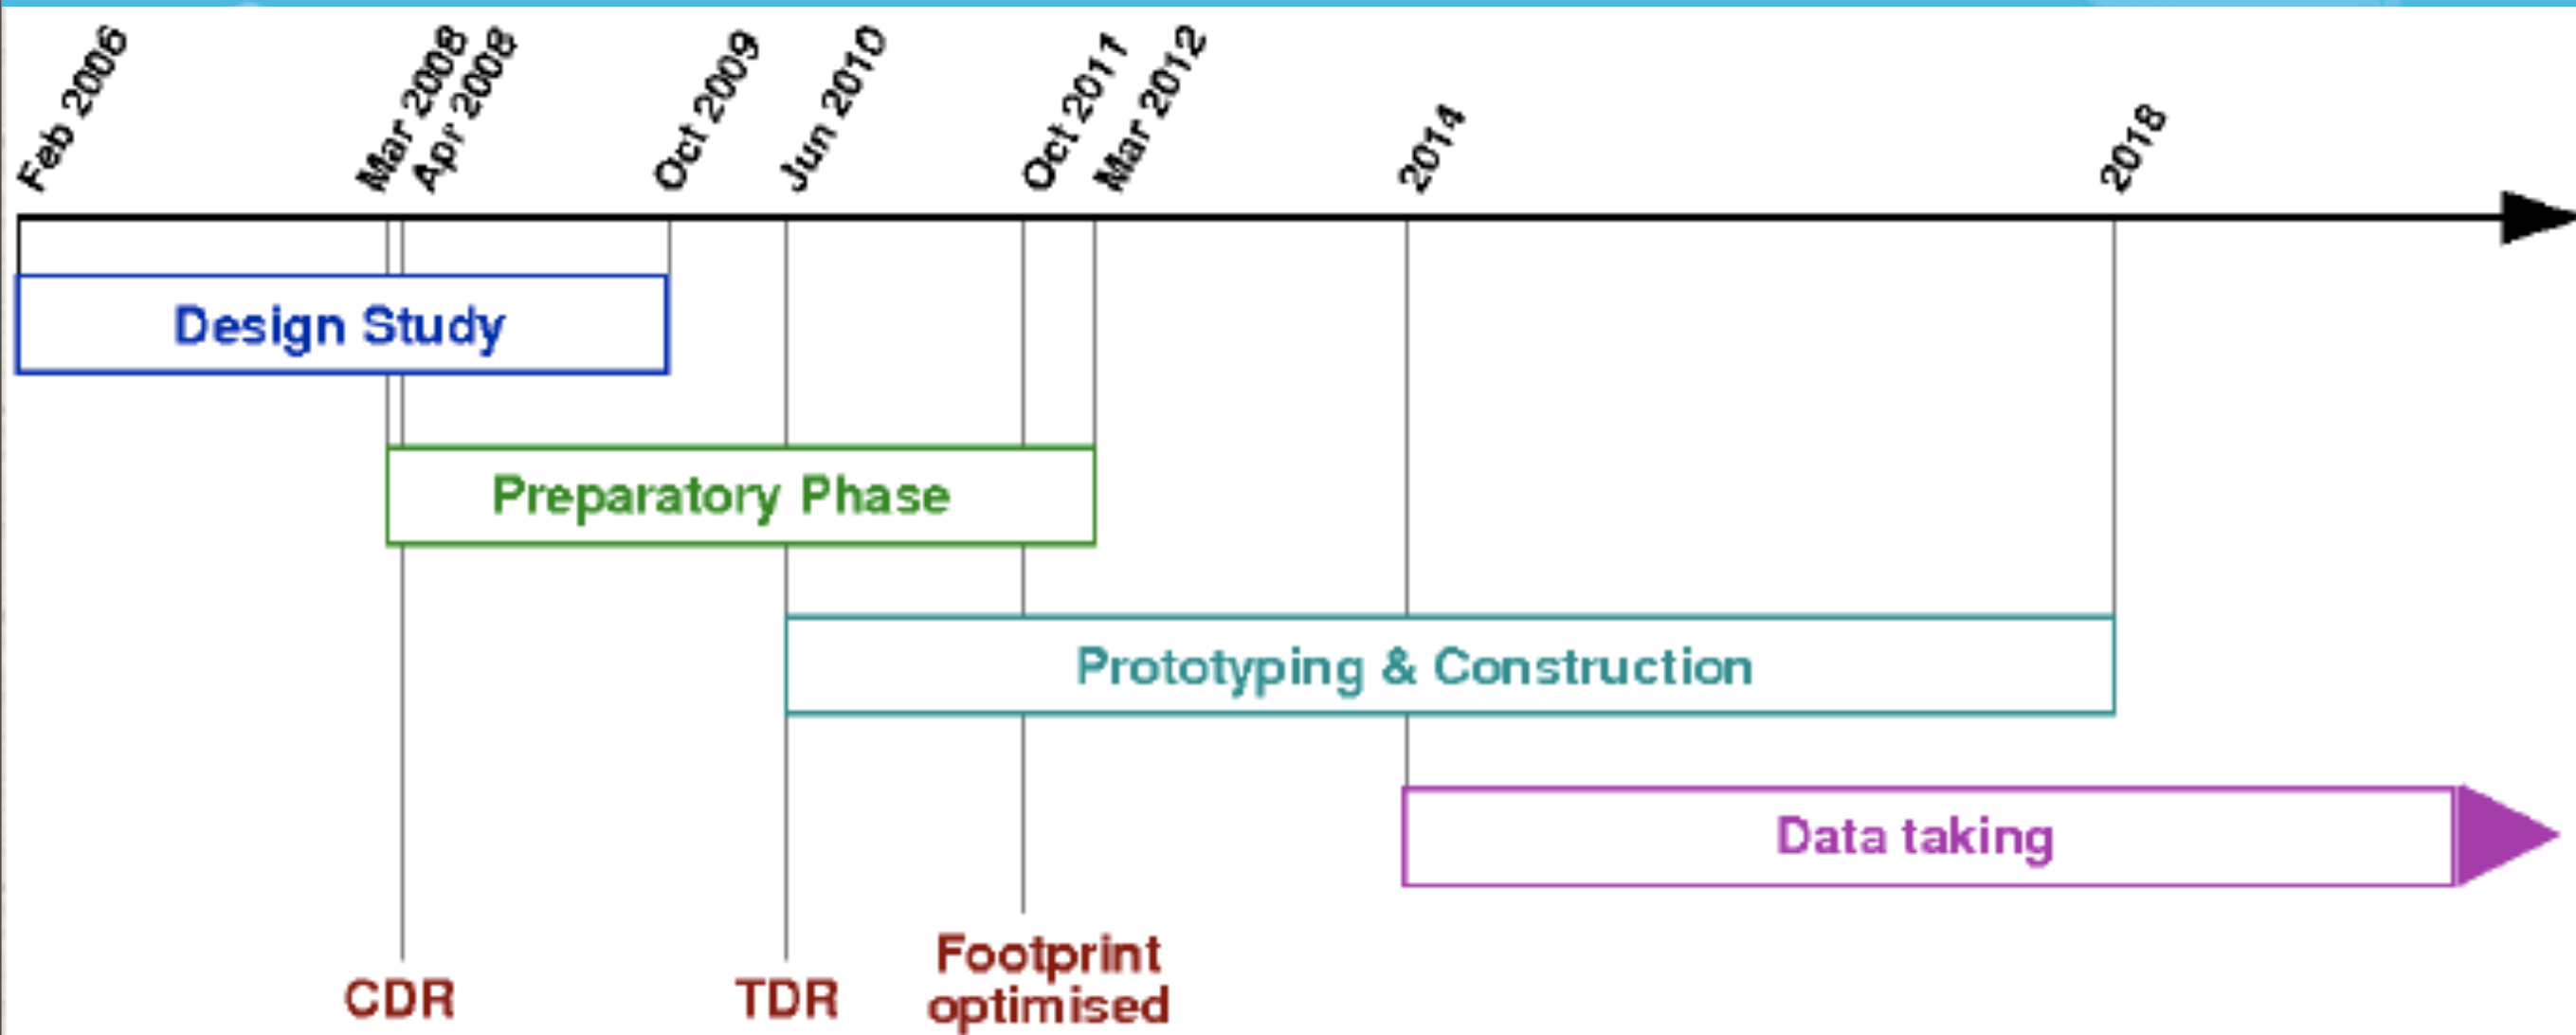 Feb 2006
Mar 2008
Apr 2008
Oct 2009
Jun 2010
Oct 2011
Mar 2012
2014
2018
Design Study
Preparatory Phase
Prototyping & Construction
Data taking
CDR
TDR
Footprint
optimised